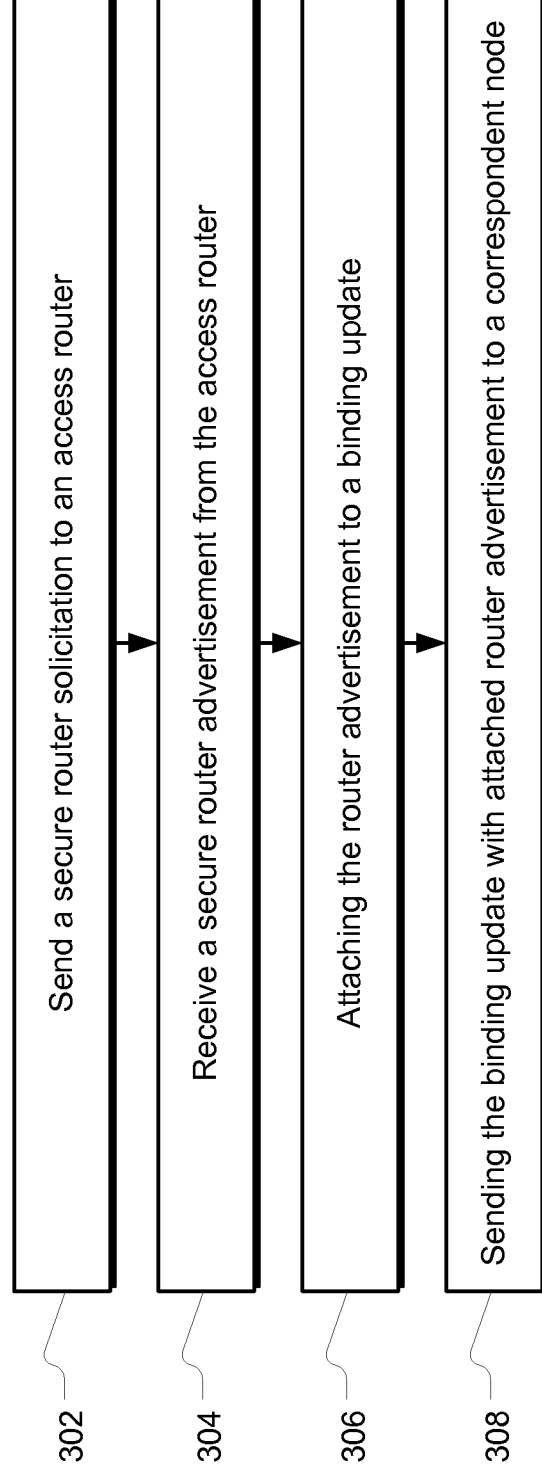 302
Send a secure router solicitation to an access router
304
Receive a secure router advertisement from the access router
306
Attaching the router advertisement to a binding update
308
Sending the binding update with attached router advertisement to a correspondent node